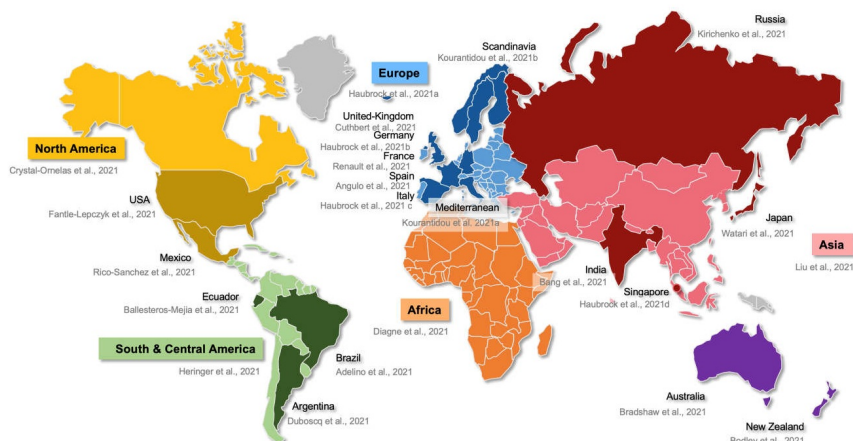 Russia
Kirichenko et al., 2021
Scandinavia
Kourantidou et al., 2021b
Europe
Haubrock et al., 2021a
United-Kingdom
Cuthbert et al., 2021
Germany
Haubrock et al., 2021b
France
Renault et al., 2021
Spain
Angulo et al., 2021
Italy
Haubrock et al., 2021 c
Mediterranean
Kourantidou et al., 2021a
North America
Crystal-Ornelas et al., 2021
USA
Fantle-Lepczyk et al., 2021
Mexico
Rico-Sanchez et al., 2021
Japan
Watari et al., 2021
Asia
Liu et al., 2021
India
Bang et al., 2021
Singapore
Haubrock et al., 2021d
Ecuador
Ballesteros-Mejia et al., 2021
Africa
Diagne et al., 2021
South & Central America
Heringer et al., 2021
Brazil
Adelino et al., 2021
Argentina
Duboscq et al., 2021
Australia
Bradshaw et al., 2021
New Zealand
Bodley et al., 2021